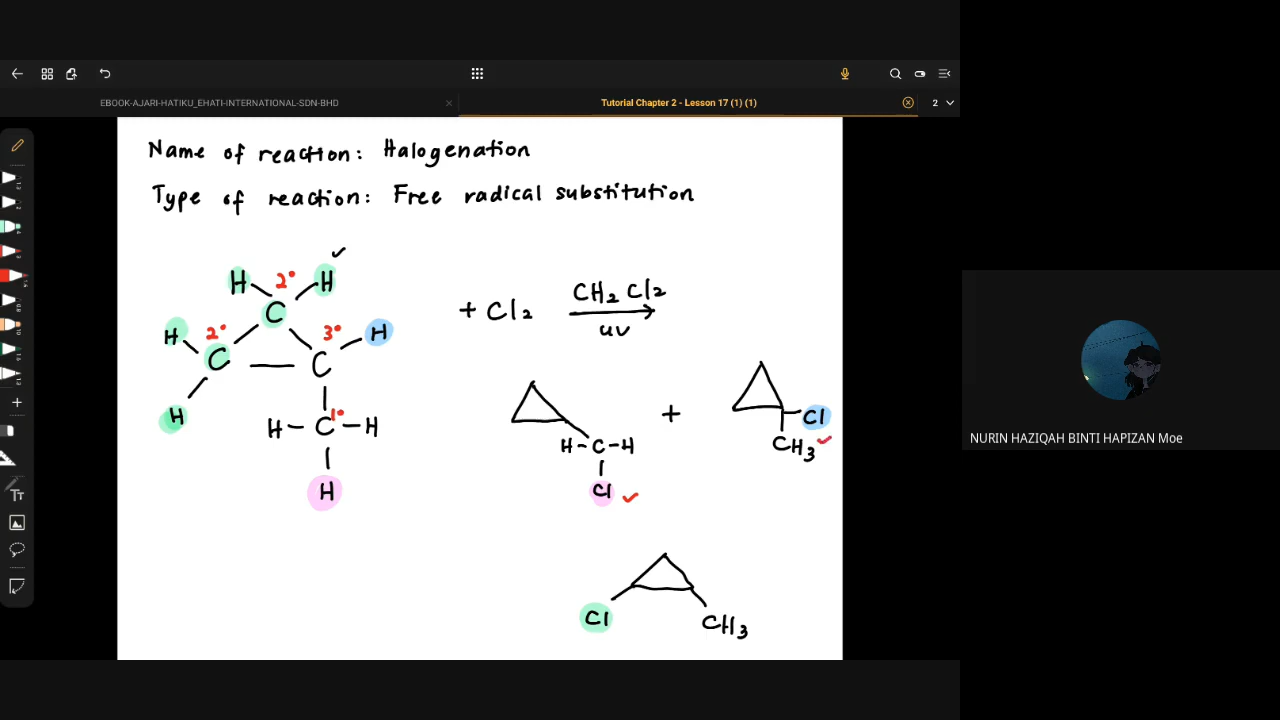 EBOOK-AJARI-HATIKU_EHATI-INTERNATIONAL-SDN-BHD
Tutorial Chapter 2 - Lesson 17 (1) (1)
2
Name of reaction: Halogenation
Type of reaction: Free radical substitution
H 2° H
H 2° C 3° H
C C
H H - C 1° - H
H
+ Cl2 CH2Cl2
uv
H - C - H
Cl
+
Cl
CH3
Cl CH3
NURIN HAZIQAH BINTI HAPIZAN Moe
Tt